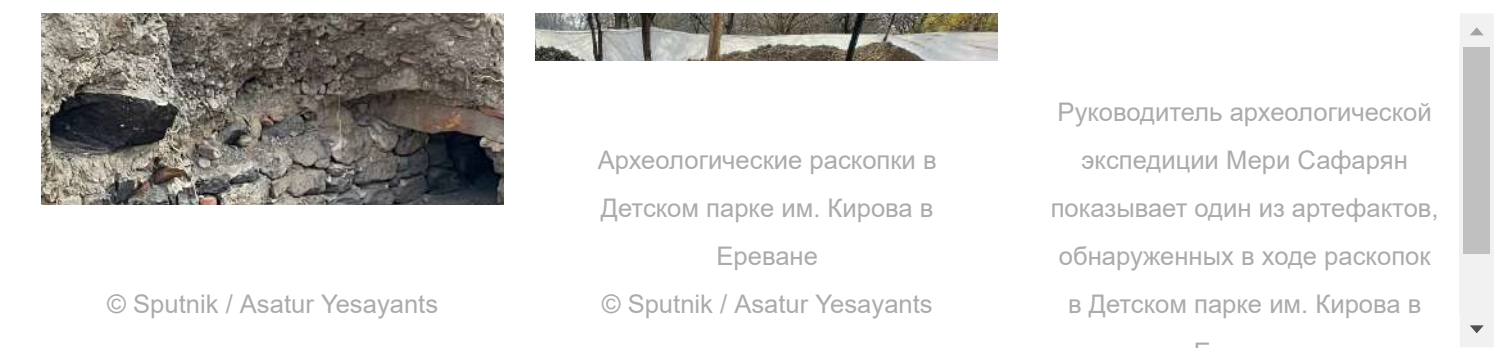 © Sputnik / Asatur Yesayants
Археологические раскопки в
Детском парке им. Кирова в
Ереване
© Sputnik / Asatur Yesayants
Руководитель археологической
экспедиции Мери Сафарян
показывает один из артефактов,
обнаруженных в ходе раскопок
в Детском парке им. Кирова в